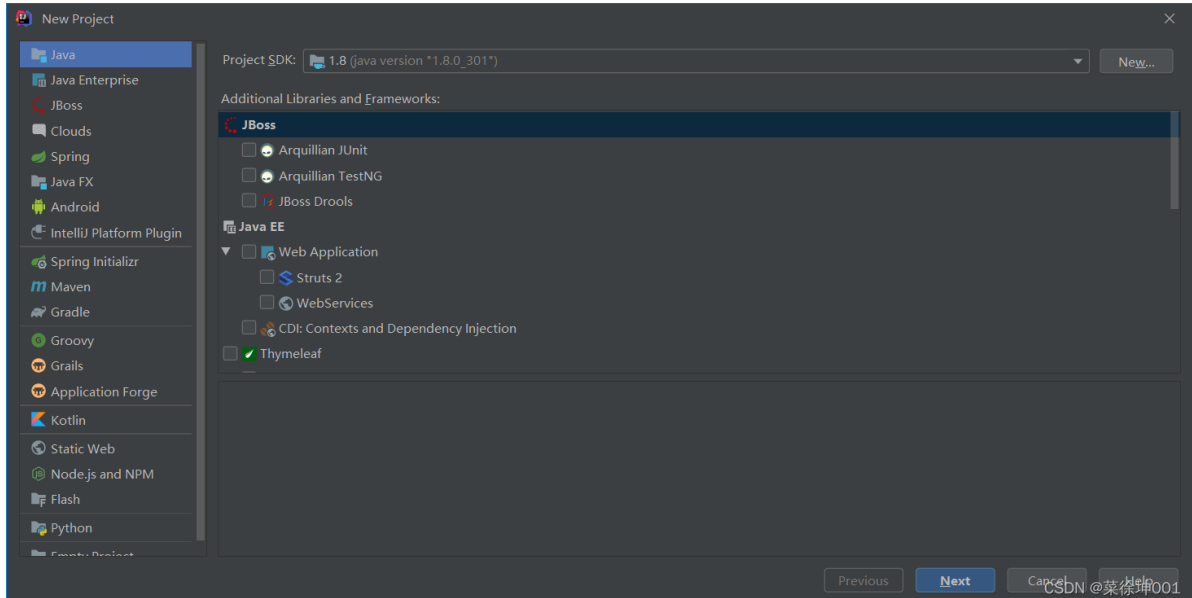 New Project
Java
Java Enterprise
JBoss
Clouds
Spring
Java FX
Android
IntelliJ Platform Plugin
Spring Initializr
Maven
Gradle
Groovy
Grails
Application Forge
Kotlin
Static Web
Node.js and NPM
Flash
Python
Empty Project
Project SDK: 1.8 (java version "1.8.0_301") New...
Additional Libraries and Frameworks:
JBoss
Arquillian JUnit
Arquillian TestNG
JBoss Drools
Java EE
Web Application
Struts 2
WebServices
CDI: Contexts and Dependency Injection
Thymeleaf
Previous Next Cancel Help
CSDN @菜徐坤001